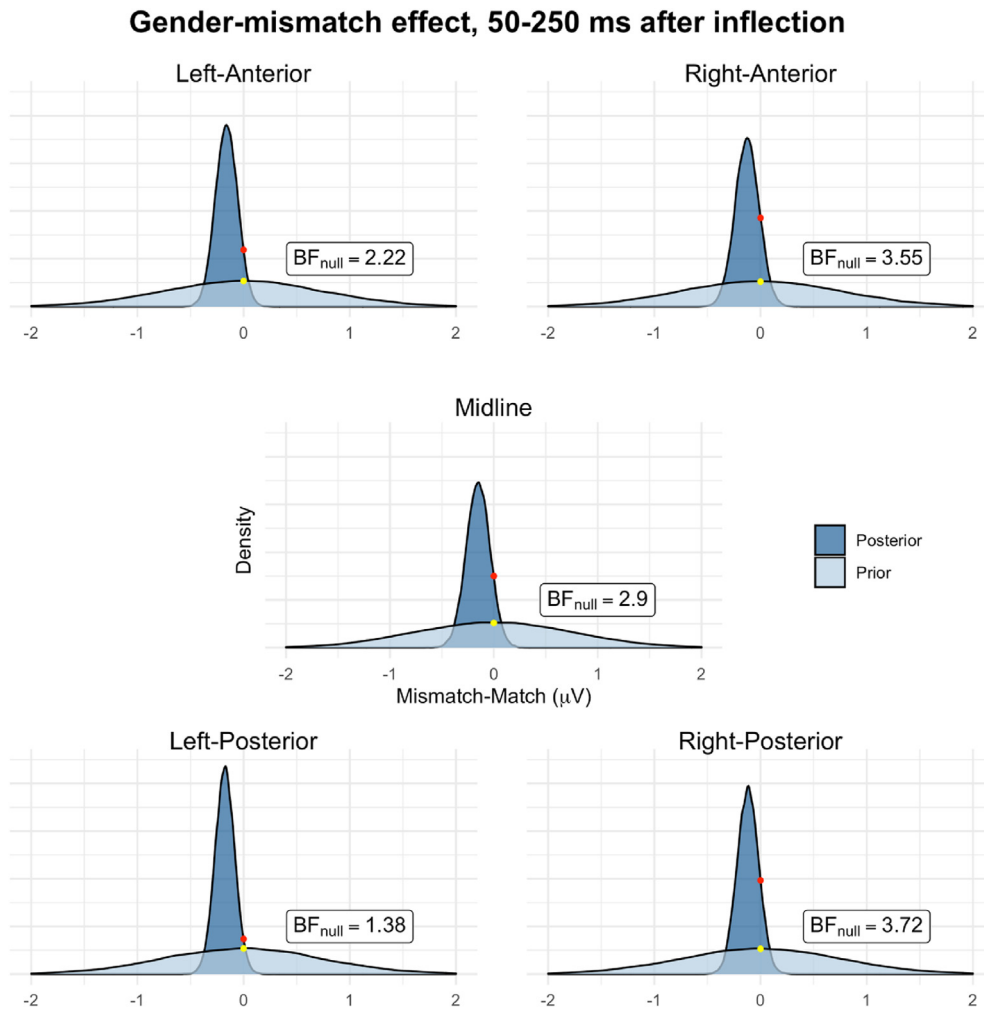 Gender-mismatch effect, 50-250 ms after inflection
Left-Anterior
BFnull = 2.22
-2 -1 0 1 2
Right-Anterior
BFnull = 3.55
-2 -1 0 1 2
Midline
Density
BFnull = 2.9
-2 -1 0 1 2
Mismatch-Match (μV)
Posterior
Prior
Left-Posterior
BFnull = 1.38
-2 -1 0 1 2
Right-Posterior
BFnull = 3.72
-2 -1 0 1 2